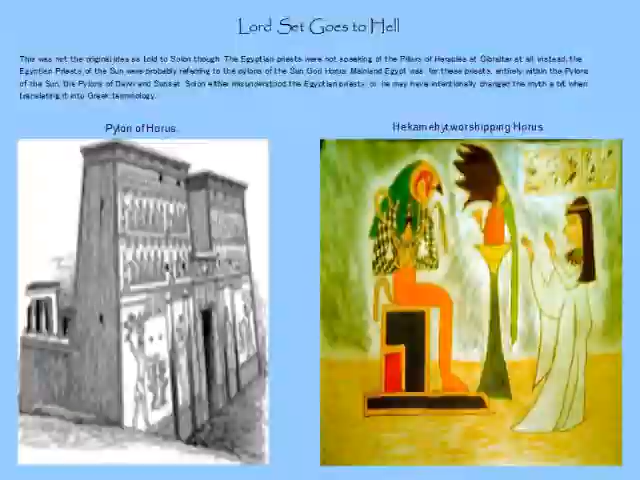 Lord Set Goes to Hell
This was not the original idea as told to Solon though. The Egyptian priests were not speaking of the Pillars of Heracles at Gibraltar at all, instead, the
Egyptian Priests of the Sun were probably referring to the pylons of the Sun God Horus. Mainland Egypt was, for these priests, entirely within the Pylons
of the Sun, the Pylons of Dawn and Sunset. Solon either misunderstood the Egyptian priests, or, he may have intentionally changed the myth a bit when
translating it into Greek terminology.
Pylon of Horus.
Hekamehyt worshipping Horus